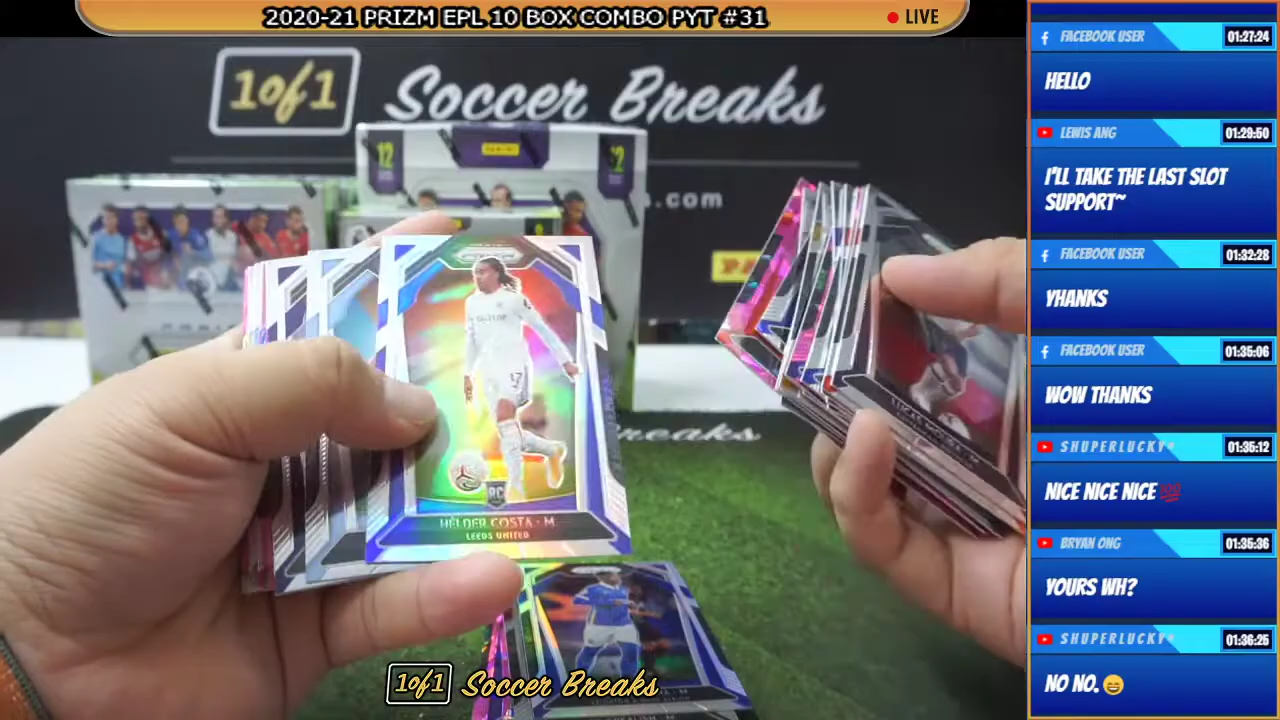 2020-21 PRIZM EPL 10 BOX COMBO PYT #31
LIVE
1of1 Soccer Breaks
12
s.com
reaks
HÉLDER COSTA · M
LEEDS UNITED
RC
17
1of1 Soccer Breaks
FACEBOOK USER 01:27:24
HELLO
LEWIS ANG 01:29:50
I'LL TAKE THE LAST SLOT
SUPPORT~
FACEBOOK USER 01:32:28
YHANKS
FACEBOOK USER 01:35:06
WOW THANKS
SHUPERLUCKY* 01:35:12
NICE NICE NICE 💯
BRYAN ONG 01:35:36
YOURS WH?
SHUPERLUCKY* 01:36:25
NO NO. 😄